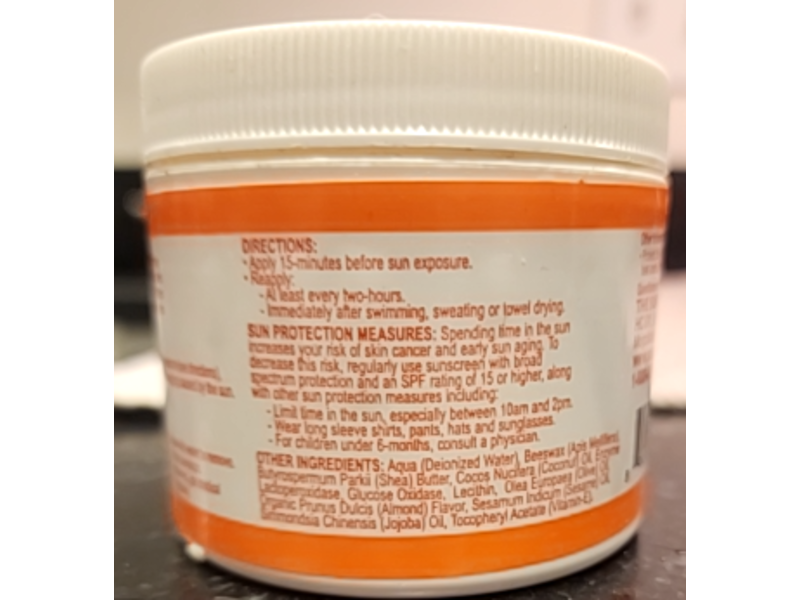 DIRECTIONS:
- Apply 15-minutes before sun exposure.
- Reapply:
- At least every two-hours.
- Immediately after swimming, sweating or towel drying.
SUN PROTECTION MEASURES: Spending time in the sun
increases your risk of skin cancer and early sun aging. To
decrease this risk, regularly use sunscreen with broad
spectrum protection and an SPF rating of 15 or higher, along
with other sun protection measures including:
- Limit time in the sun, especially between 10am and 2pm.
- Wear long sleeve shirts, pants, hats and sunglasses.
- For children under 6-months, consult a physician.
OTHER INGREDIENTS: Aqua (Deionized Water), Beeswax (Apis Mellifera),
Butyrospermum Parkii (Shea) Butter, Cocos Nucifera (Coconut) Oil, Enzyme
Lactoperoxidase, Glucose Oxidase, Lecithin, Olea Europaea (Olive) Oil,
Organic Prunus Dulcis (Almond) Flavor, Sesamum Indicum (Sesame) Oil,
Simmondsia Chinensis (Jojoba) Oil, Tocopheryl Acetate (Vitamin-E).